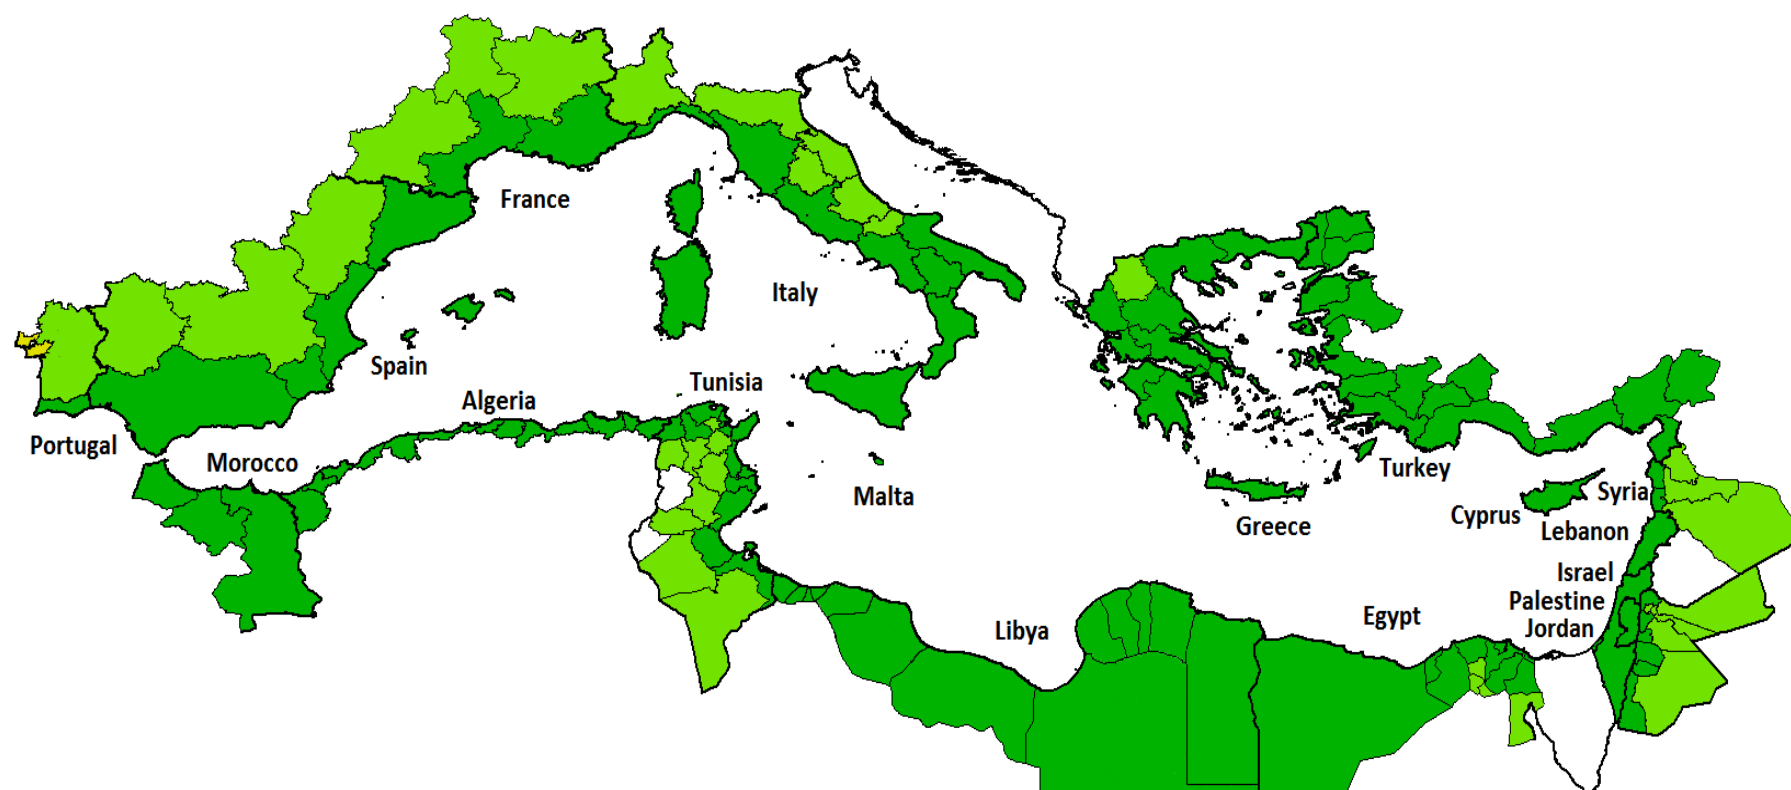 France
Italy
Spain
Tunisia
Algeria
Portugal
Morocco
Malta
Turkey
Greece
Cyprus
Syria
Lebanon
Israel
Palestine
Jordan
Egypt
Libya